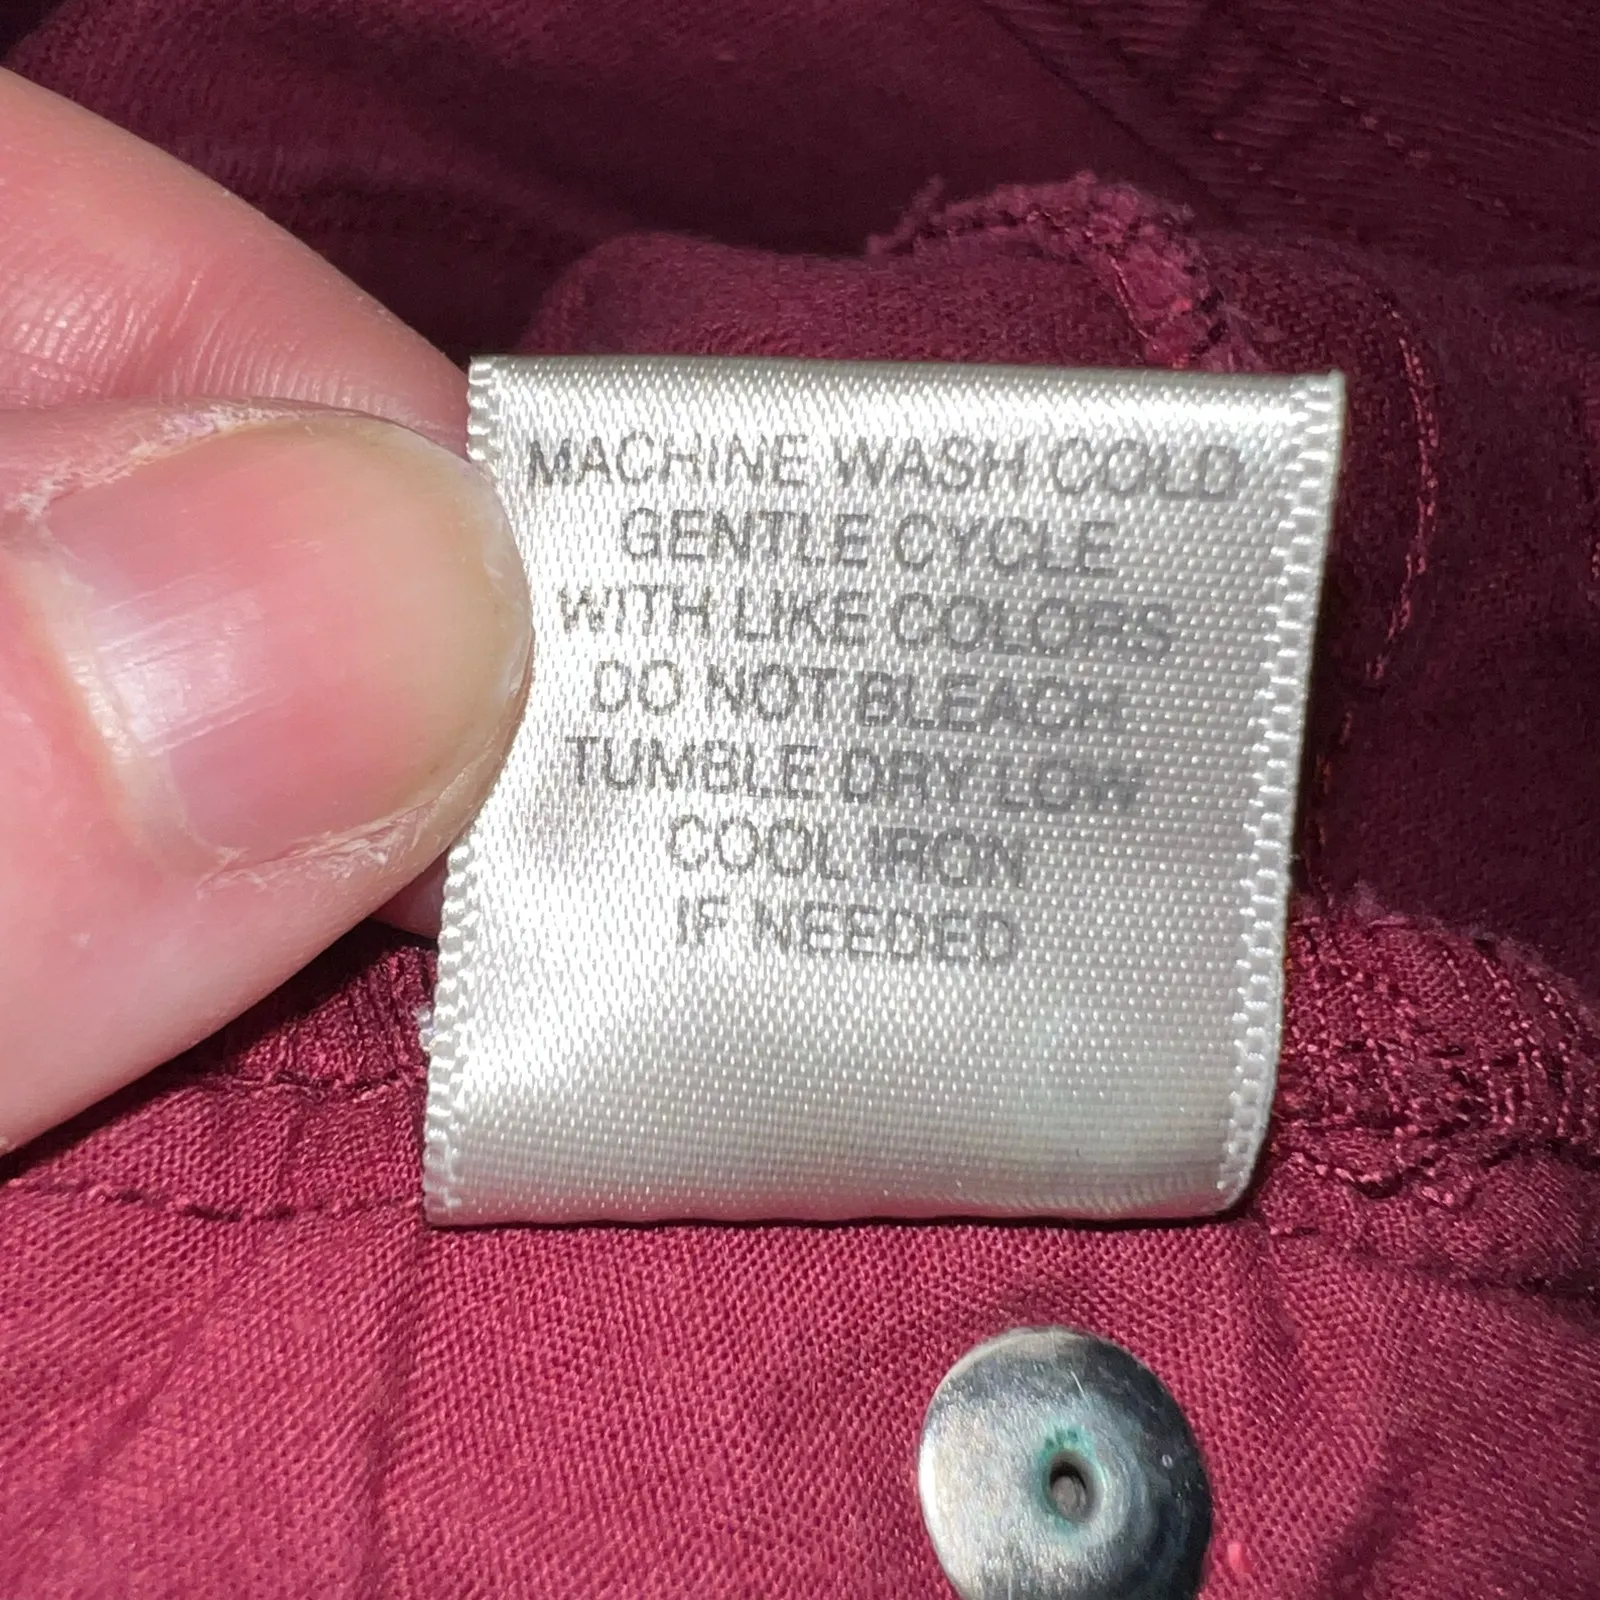 MACHINE WASH COLD
GENTLE CYCLE
WITH LIKE COLORS
DO NOT BLEACH
TUMBLE DRY LOW
COOL IRON
IF NEEDED